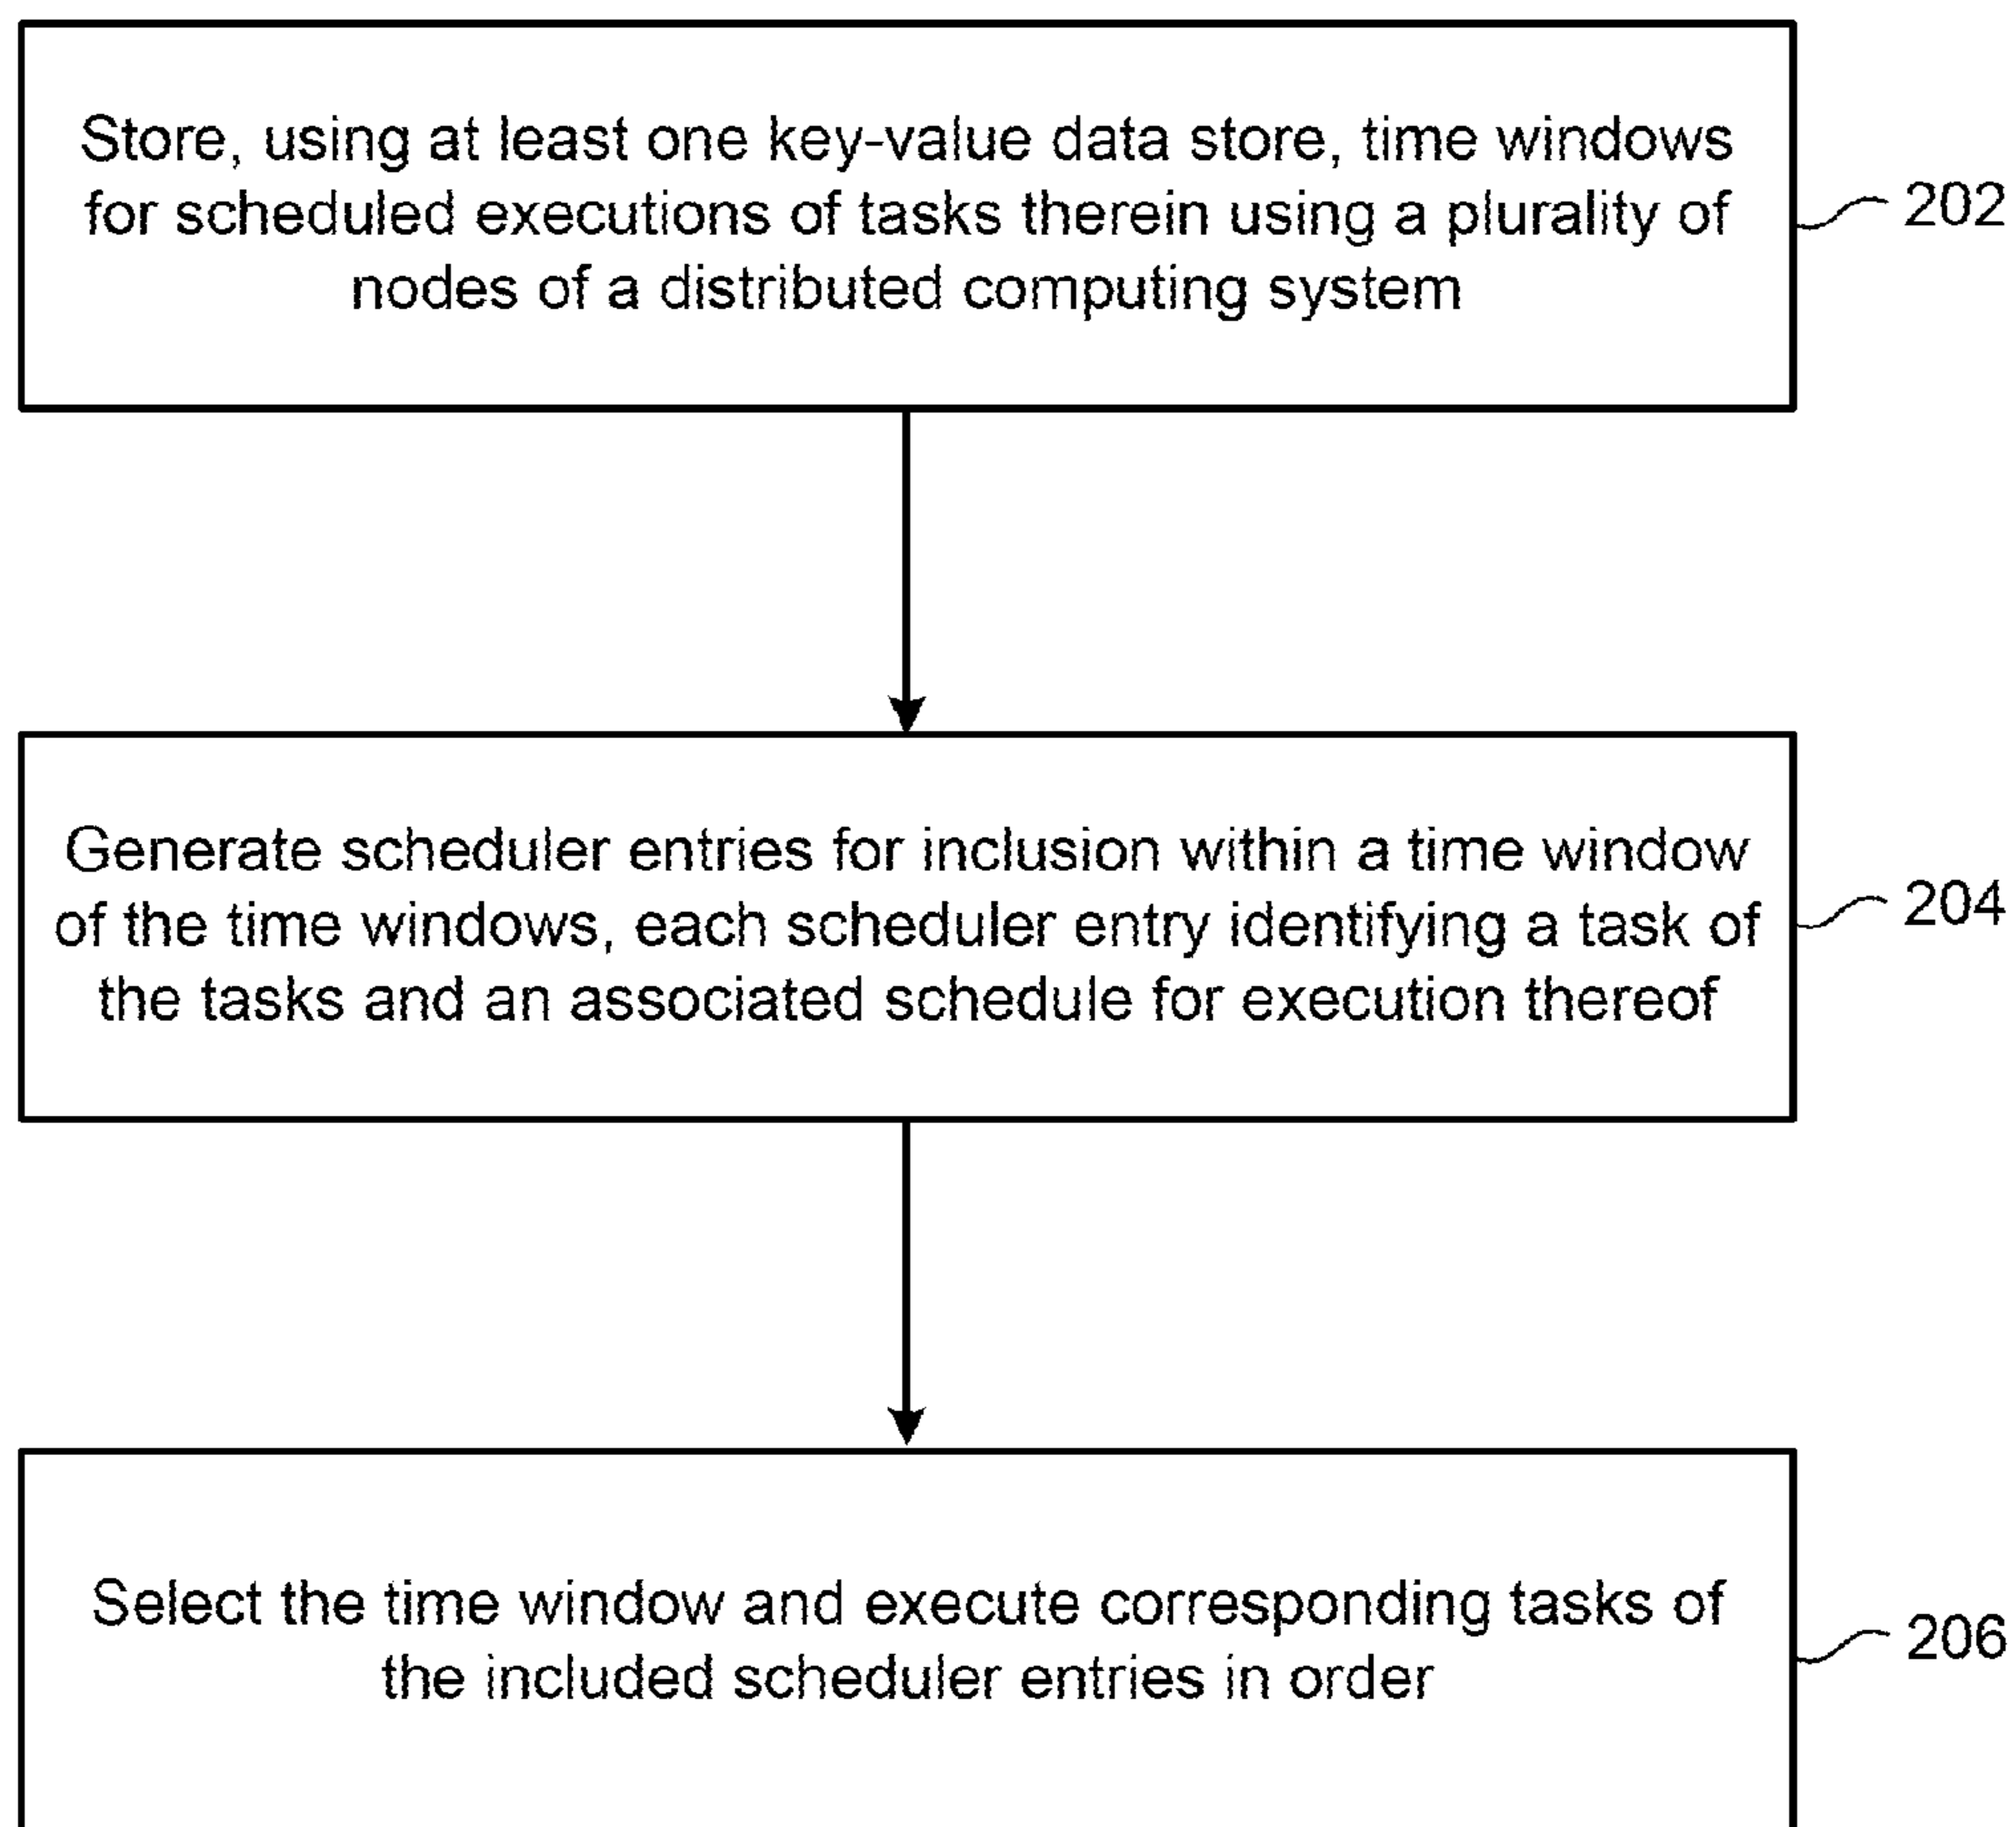 Store, using at least one key-value data store, time windows
for scheduled executions of tasks therein using a plurality of
nodes of a distributed computing system
202
Generate scheduler entries for inclusion within a time window
of the time windows, each scheduler entry identifying a task of
the tasks and an associated schedule for execution thereof
204
Select the time window and execute corresponding tasks of
the included scheduler entries in order
206